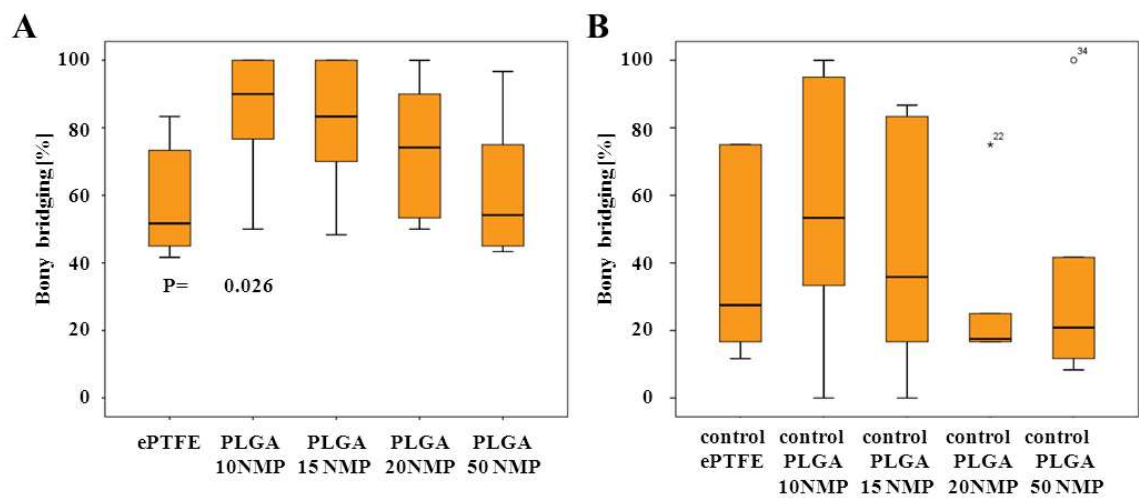 A
Bony bridging [%]
100
80
60
40
20
0
P= 0.026
ePTFE PLGA PLGA PLGA PLGA
10NMP 15 NMP 20NMP 50 NMP
B
Bony bridging [%]
100
80
60
40
20
0
34
*22
control control control control control
ePTFE PLGA PLGA PLGA PLGA
10NMP 15 NMP 20NMP 50 NMP